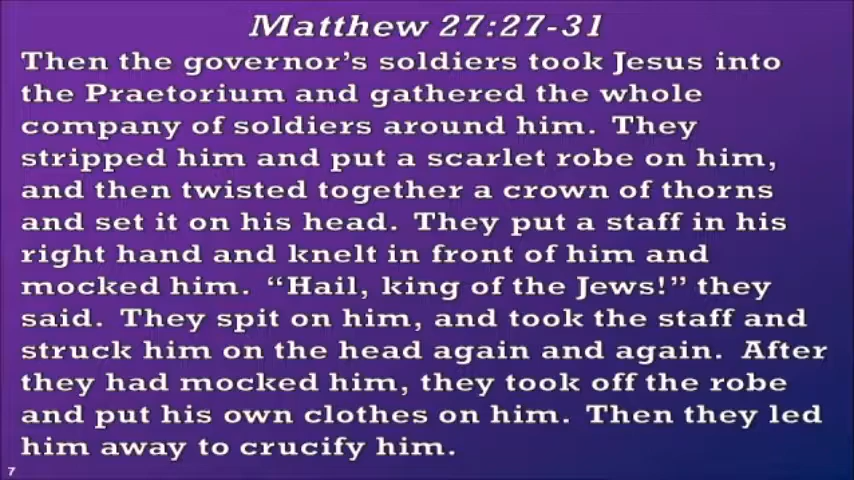 Matthew 27:27-31
Then the governor’s soldiers took Jesus into
the Praetorium and gathered the whole
company of soldiers around him.  They
stripped him and put a scarlet robe on him,
and then twisted together a crown of thorns
and set it on his head.  They put a staff in his
right hand and knelt in front of him and
mocked him.  “Hail, king of the Jews!” they
said.  They spit on him, and took the staff and
struck him on the head again and again.  After
they had mocked him, they took off the robe
and put his own clothes on him.  Then they led
him away to crucify him.
7